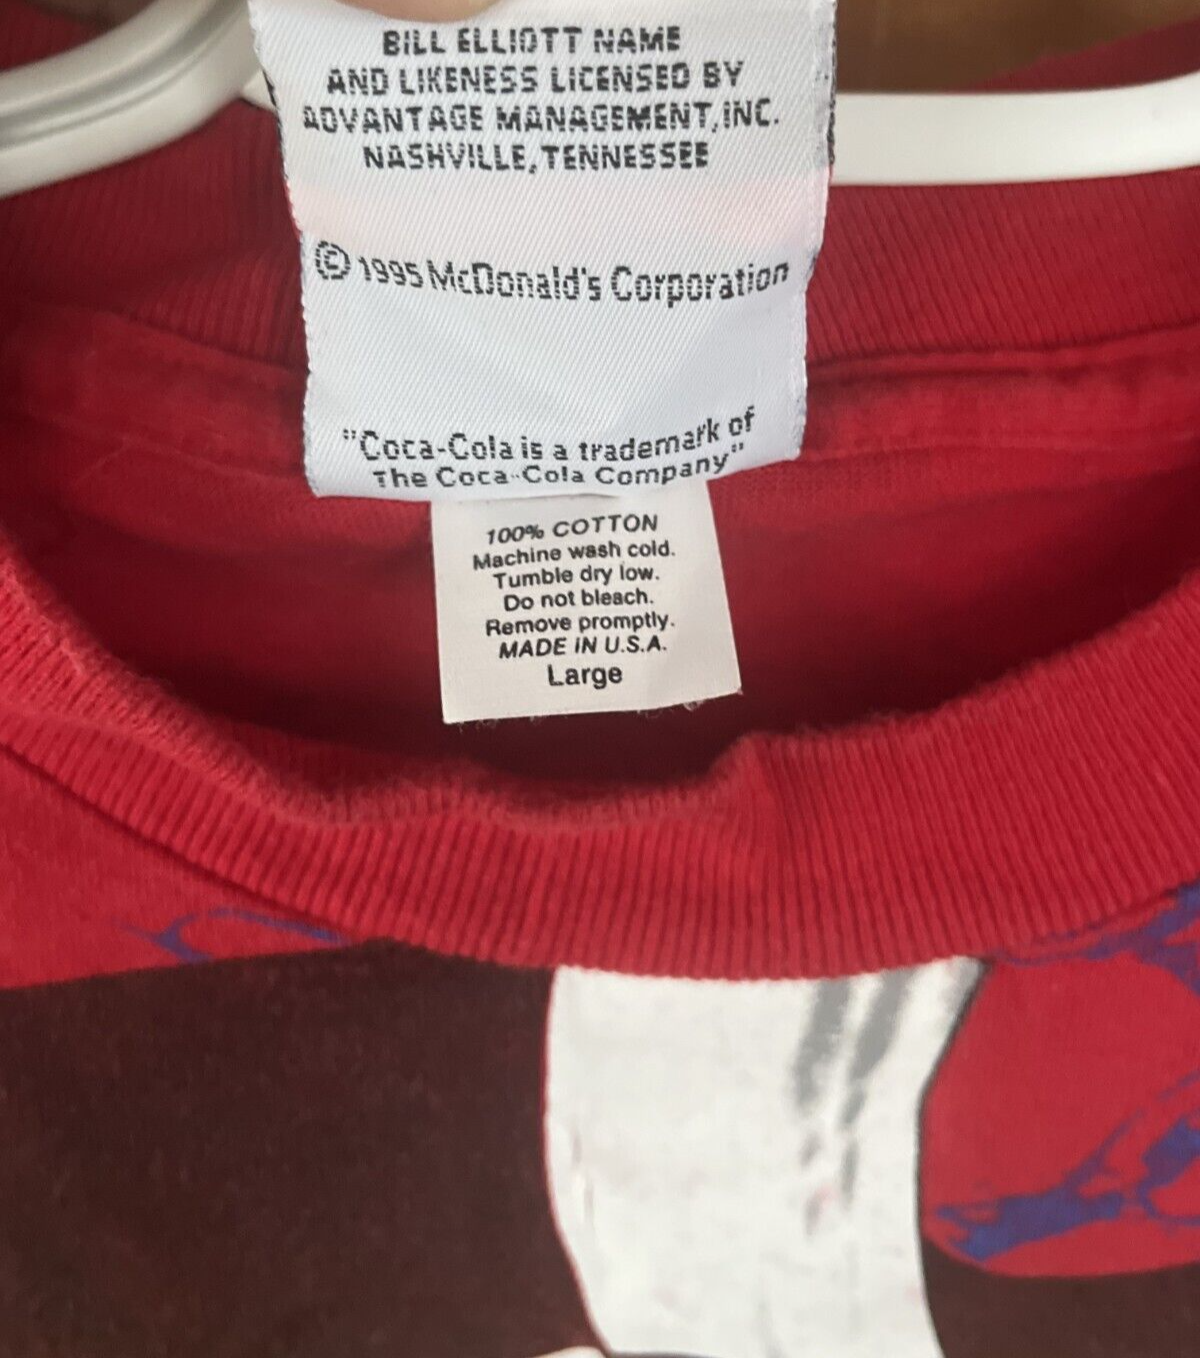 BILL ELLIOTT NAME
AND LIKENESS LICENSED BY
ADVANTAGE MANAGEMENT, INC.
NASHVILLE, TENNESSEE
© 1995 McDonald's Corporation
"Coca-Cola is a trademark of
The Coca-Cola Company"
100% COTTON
Machine wash cold.
Tumble dry low.
Do not bleach.
Remove promptly.
MADE IN U.S.A.
Large